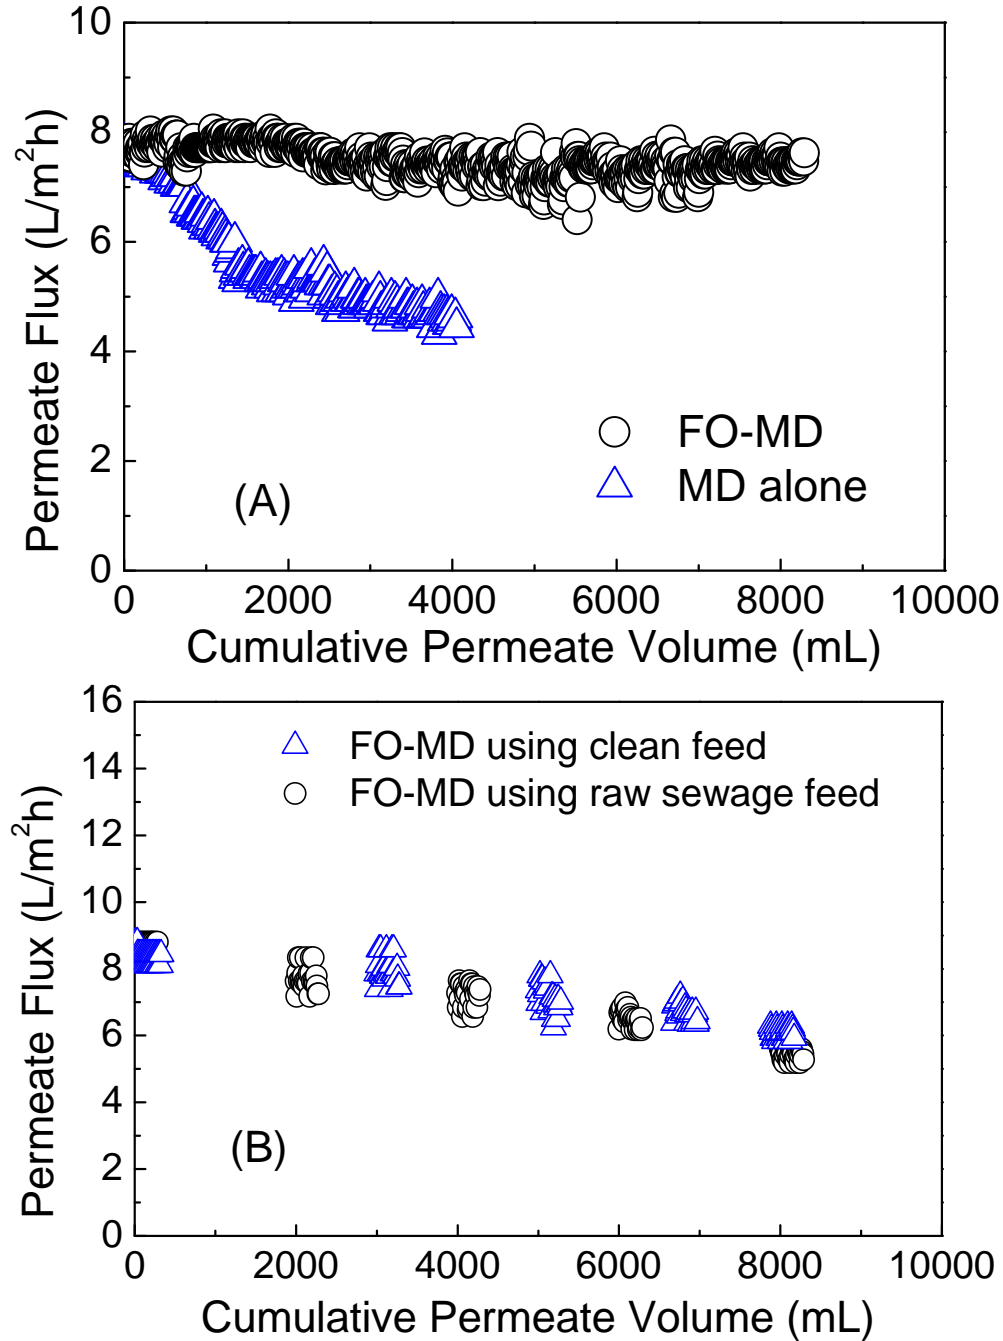 10
8
6
4
2
0
Permeate Flux (L/m²h)
FO-MD
MD alone
(A)
0 2000 4000 6000 8000 10000
Cumulative Permeate Volume (mL)
16
14
12
10
8
6
4
2
0
Permeate Flux (L/m²h)
FO-MD using clean feed
FO-MD using raw sewage feed
(B)
0 2000 4000 6000 8000 10000
Cumulative Permeate Volume (mL)